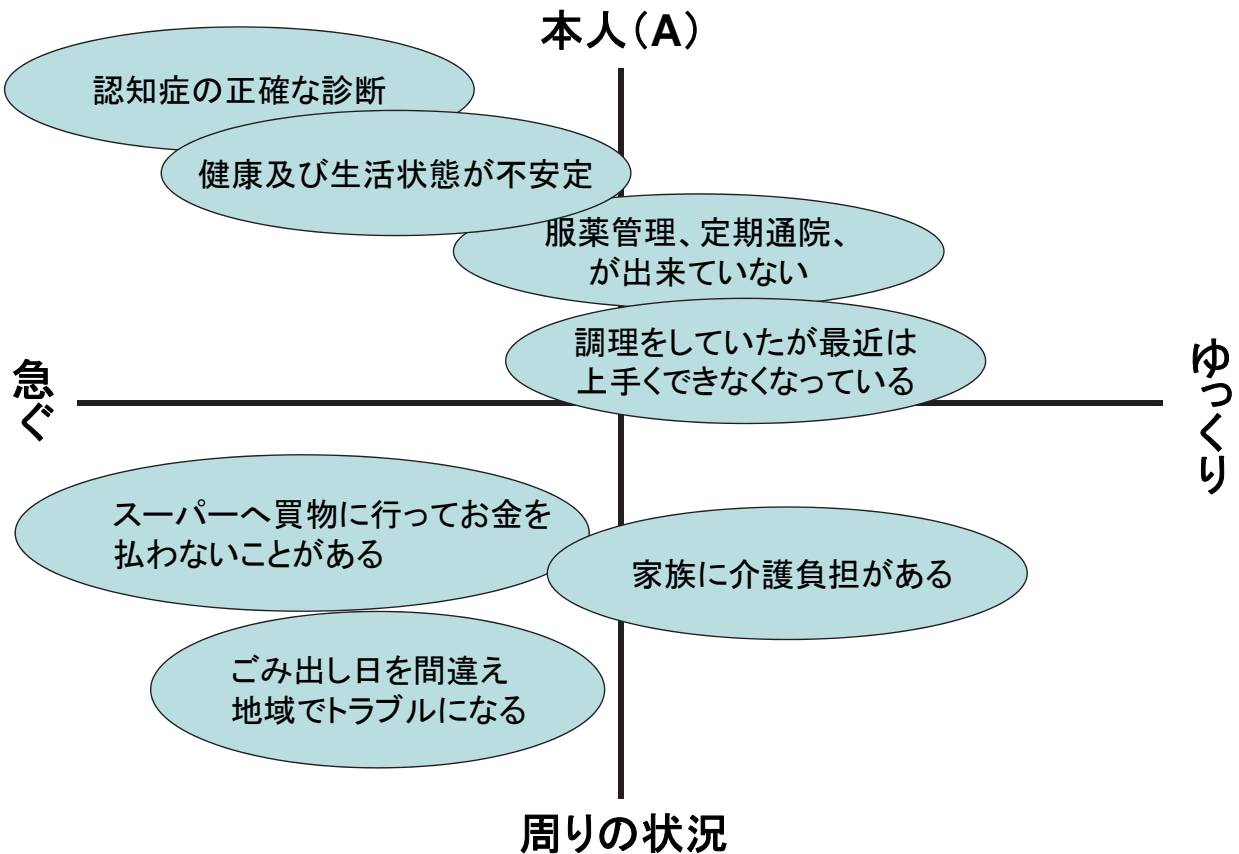 本人（A）
認知症の正確な診断
健康及び生活状態が不安定
服薬管理、定期通院、
が出来ていない
調理をしていたが最近は
上手くできなくなっている
急ぐ
ゆっくり
スーパーへ買物に行ってお金を
払わないことがある
家族に介護負担がある
ごみ出し日を間違え
地域でトラブルになる
周りの状況